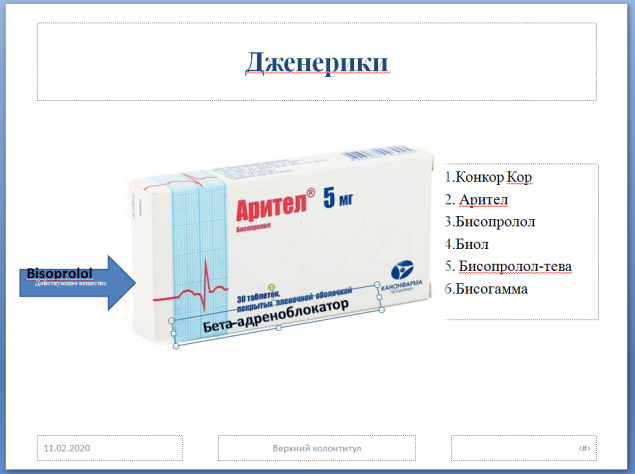 Дженерики
Арител® 5 мг
Бисопролол
30 таблеток,
покрытых пленочной оболочкой
КАНОНФАРМА
Бета-адреноблокатор
Bisoprolol
Действующее вещество
1.Конкор Кор
2. Арител
3.Бисопролол
4.Биол
5. Бисопролол-тева
6.Бисогамма
11.02.2020
Верхний колонтитул
‹#›